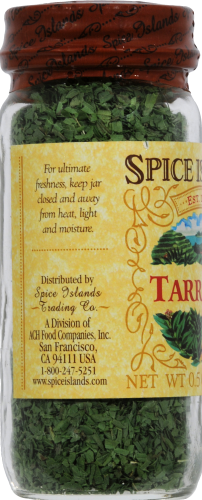 Spice Islands
For ultimate
freshness, keep jar
closed and away
from heat, light
and moisture.
Distributed by
Spice Islands
Trading Co.
A Division of
ACH Food Companies, Inc.
San Francisco,
CA 94111 USA
1-800-247-5251
www.spiceislands.com
SPICE IS
EST
TARR
NET WT 0.5